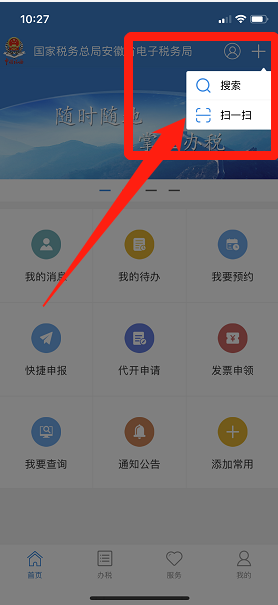 10:27
国家税务总局安徽省电子税务局
搜索
扫一扫
随时随地
掌上办税
我的消息
我的待办
我要预约
快捷申报
代开申请
发票申领
我要查询
通知公告
添加常用
首页
办税
服务
我的